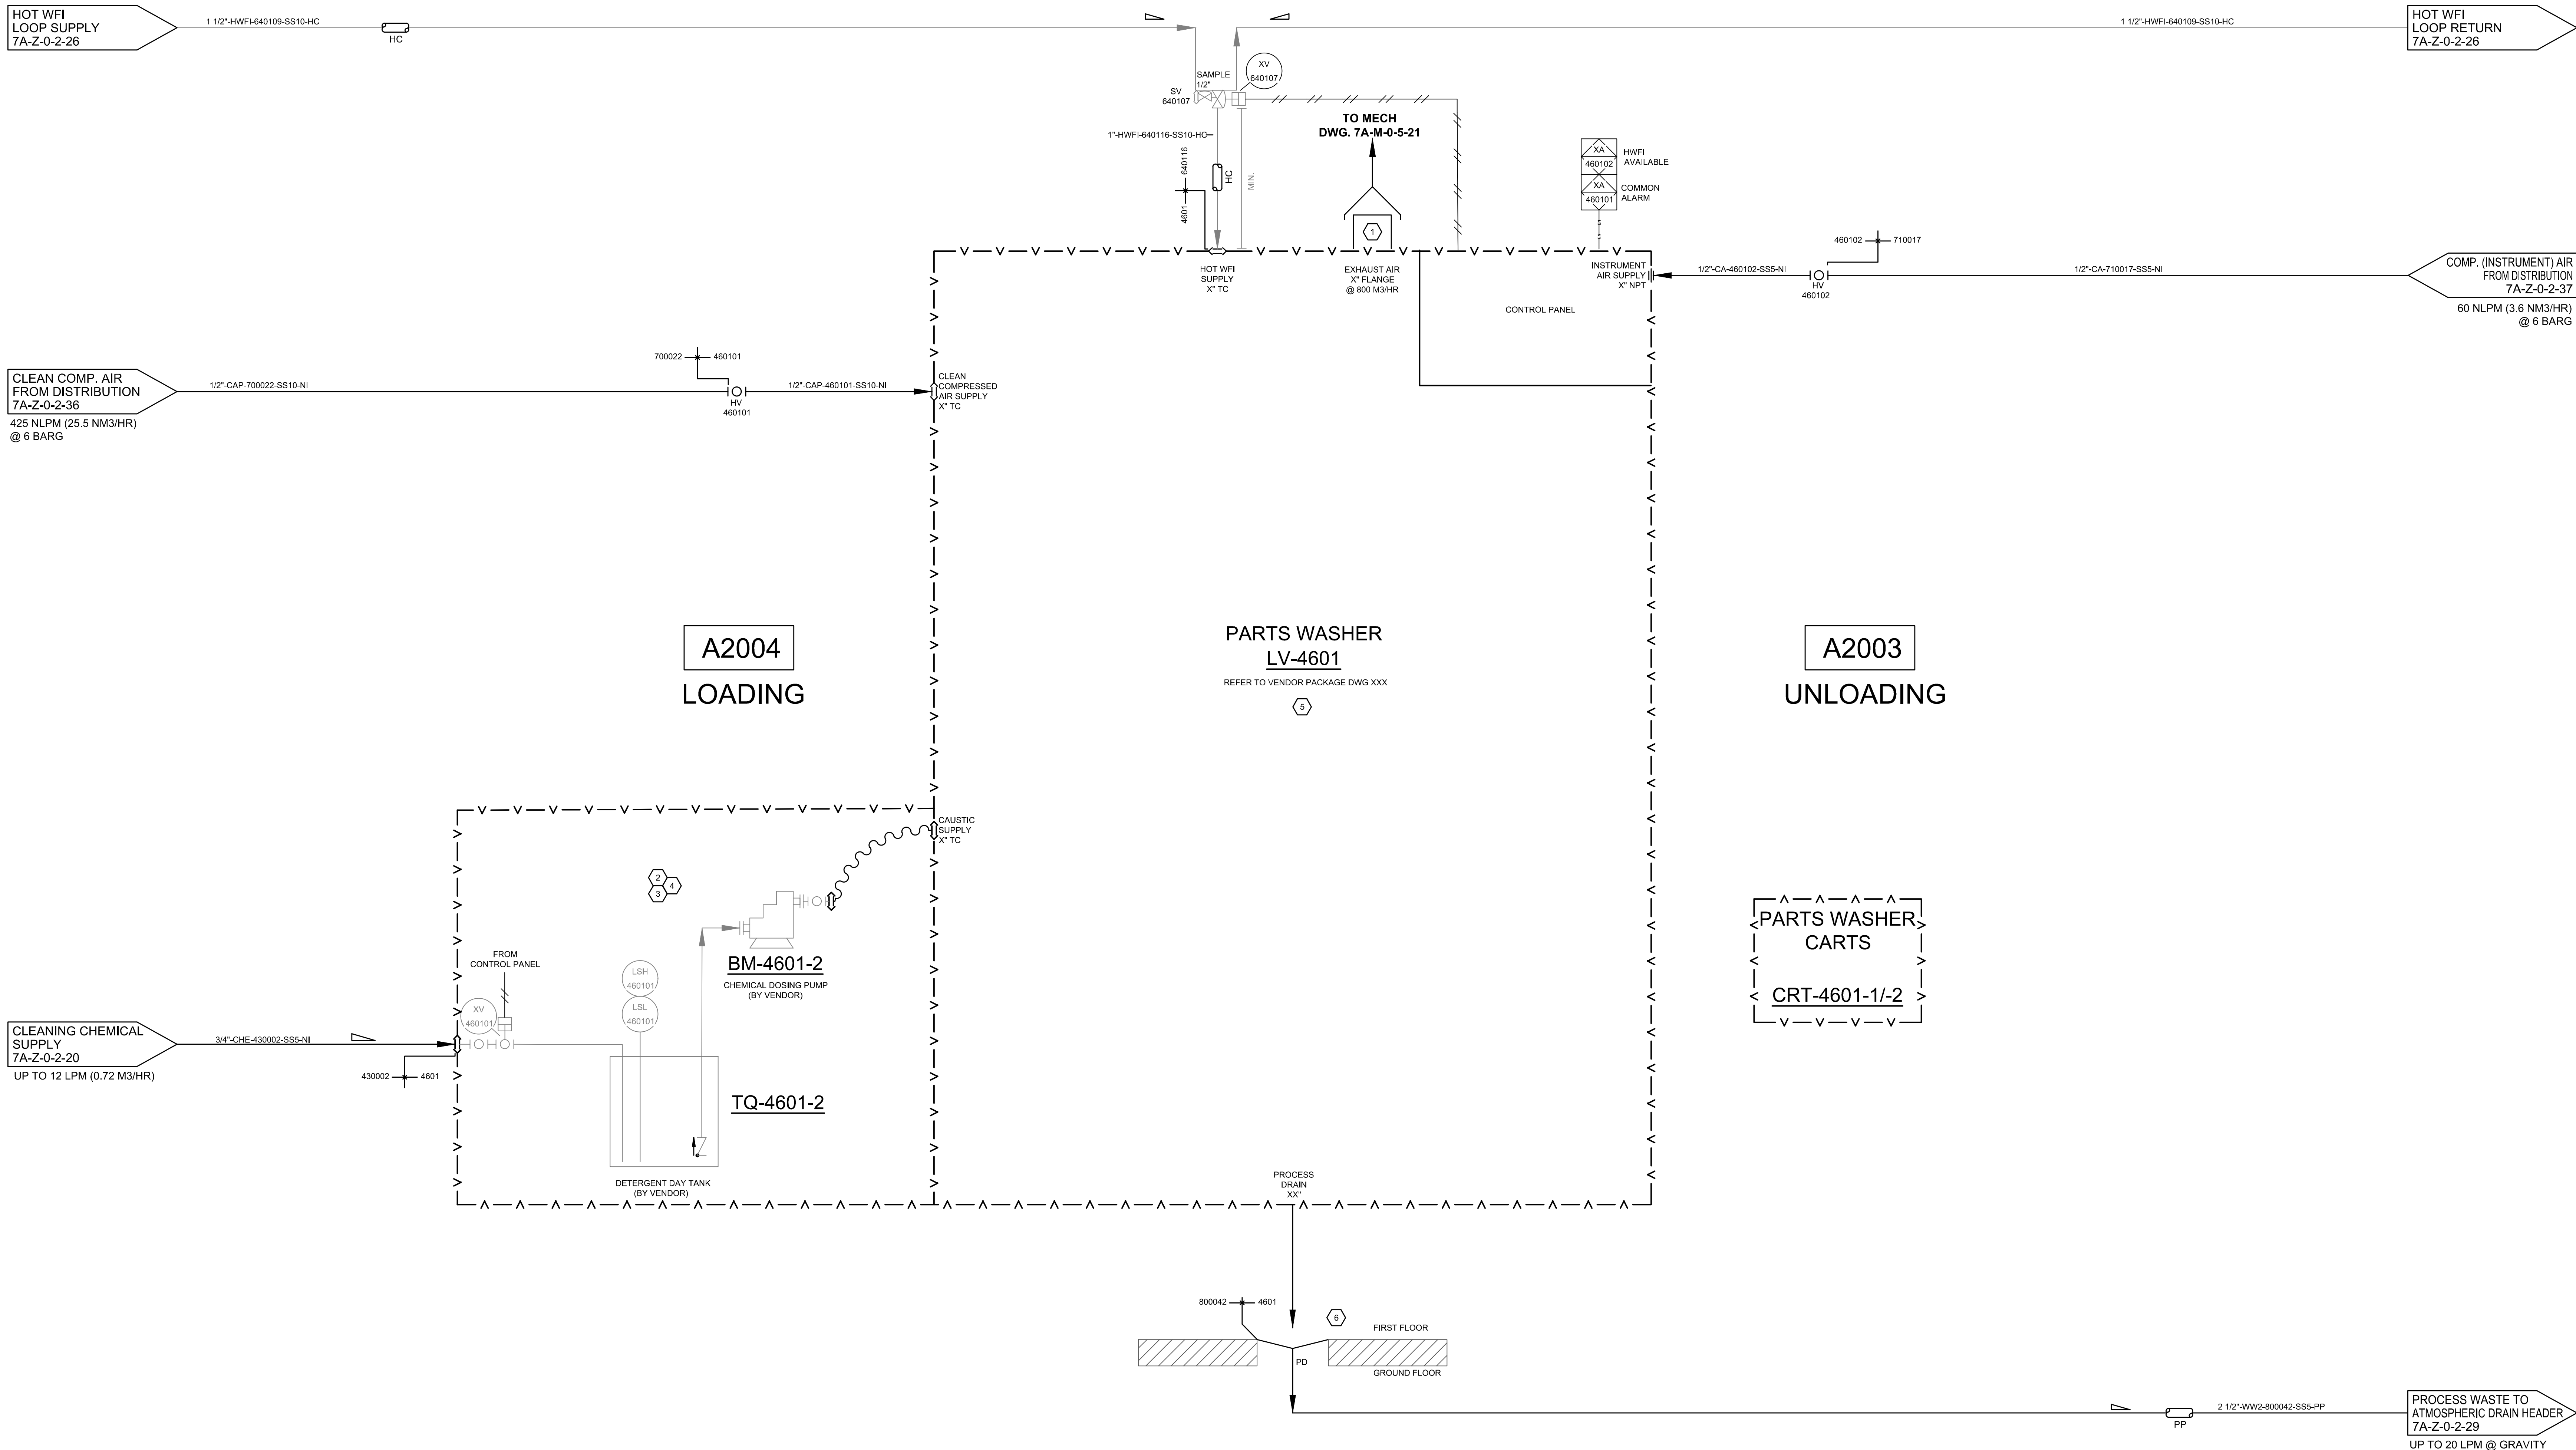 HOT WFI
LOOP SUPPLY
7A-Z-0-2-26
1 1/2"-HWFI-640109-SS10-HC
HC
1 1/2"-HWFI-640109-SS10-HC
HOT WFI
LOOP RETURN
7A-Z-0-2-26
SAMPLE
1/2"
XV
640107
SV
640107
1"-HWFI-640116-SS10-HC
640116
4601
HC
MIN.
TO MECH
DWG. 7A-M-0-5-21
1
XA
460102
HWFI
AVAILABLE
XA
460101
COMMON
ALARM
HOT WFI
SUPPLY
X" TC
EXHAUST AIR
X" FLANGE
@ 800 M3/HR
INSTRUMENT
AIR SUPPLY
X" NPT
CONTROL PANEL
1/2"-CA-460102-SS5-NI
HV
460102
460102
710017
1/2"-CA-710017-SS5-NI
COMP. (INSTRUMENT) AIR
FROM DISTRIBUTION
7A-Z-0-2-37
60 NLPM (3.6 NM3/HR)
@ 6 BARG
CLEAN COMP. AIR
FROM DISTRIBUTION
7A-Z-0-2-36
425 NLPM (25.5 NM3/HR)
@ 6 BARG
1/2"-CAP-700022-SS10-NI
700022
460101
HV
460101
1/2"-CAP-460101-SS10-NI
CLEAN
COMPRESSED
AIR SUPPLY
X" TC
A2004
LOADING
PARTS WASHER
LV-4601
REFER TO VENDOR PACKAGE DWG XXX
5
A2003
UNLOADING
CAUSTIC
SUPPLY
X" TC
2
3
4
BM-4601-2
CHEMICAL DOSING PUMP
(BY VENDOR)
FROM
CONTROL PANEL
XV
460101
LSH
460101
LSL
460101
TQ-4601-2
DETERGENT DAY TANK
(BY VENDOR)
CLEANING CHEMICAL
SUPPLY
7A-Z-0-2-20
UP TO 12 LPM (0.72 M3/HR)
3/4"-CHE-430002-SS5-NI
430002
4601
PARTS WASHER
CARTS
CRT-4601-1/-2
PROCESS
DRAIN
XX"
800042
4601
6
FIRST FLOOR
PD
GROUND FLOOR
PP
2 1/2"-WW2-800042-SS5-PP
PROCESS WASTE TO
ATMOSPHERIC DRAIN HEADER
7A-Z-0-2-29
UP TO 20 LPM @ GRAVITY